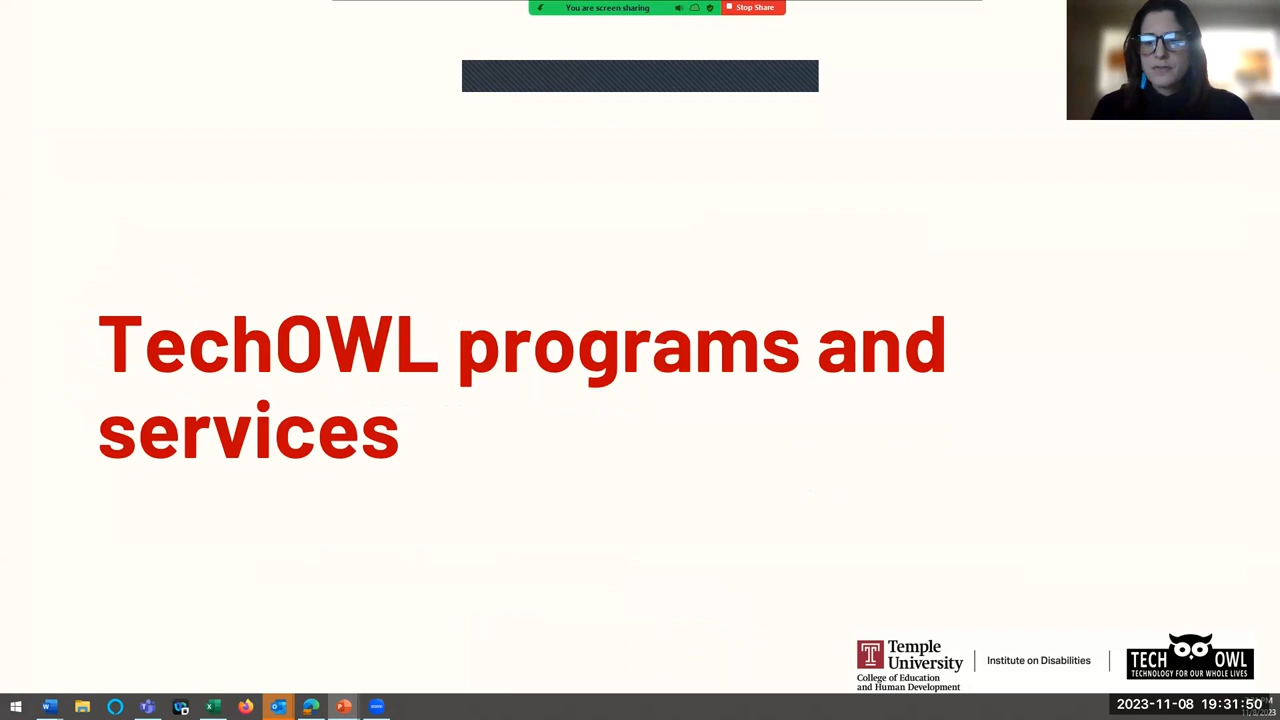 You are screen sharing
Stop Share
TechOWL programs and
services
Temple
University
College of Education
and Human Development
Institute on Disabilities
TECH OWL
TECHNOLOGY FOR OUR WHOLE LIVES
2023-11-08 19:31:50